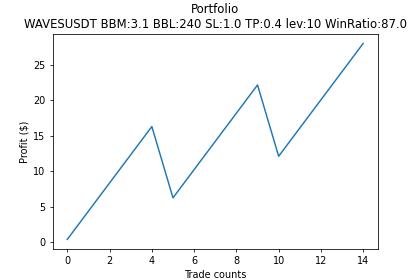 Portfolio
WAVESUSDT BBM:3.1 BBL:240 SL:1.0 TP:0.4 lev:10 WinRatio:87.0
Profit ($)
25
20
15
10
5
0
0 2 4 6 8 10 12 14
Trade counts